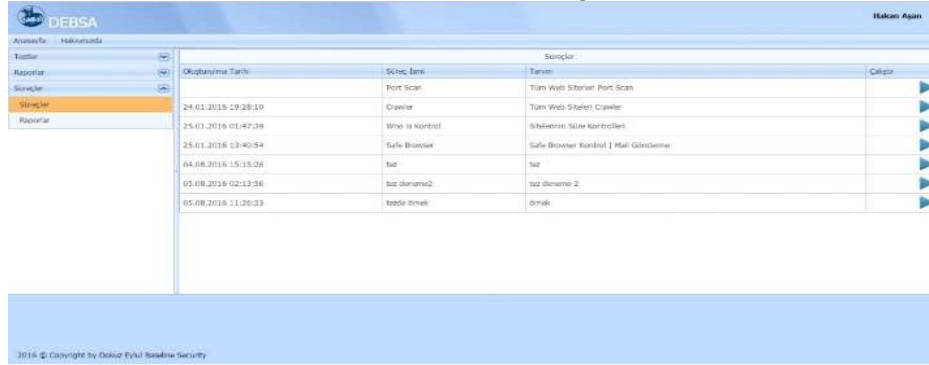 DEBSA
Hakan Aşan
Anasayfa Hakkımızda
Testler
Raporlar
Süreçler
Süreçler
Raporlar
Süreçler
Oluşturulma Tarihi Süreç İsmi Tanım Çalıştır
Port Scan Tüm Web Siteleri Port Scan
24.01.2016 19:28:10 Crawler Tüm Web Siteleri Crawler
25.01.2016 01:47:39 Who is Kontrol Sitelerinin Süre Kontrolleri
25.01.2016 13:40:54 Safe Browser Safe Browser Kontrol | Mail Gönderme
04.08.2016 15:15:26 tez tez
05.08.2016 02:13:56 tez deneme2 tez deneme 2
05.08.2016 11:20:23 tezde örnek örnek
2016 © Copyright by Dokuz Eylul Baseline Security